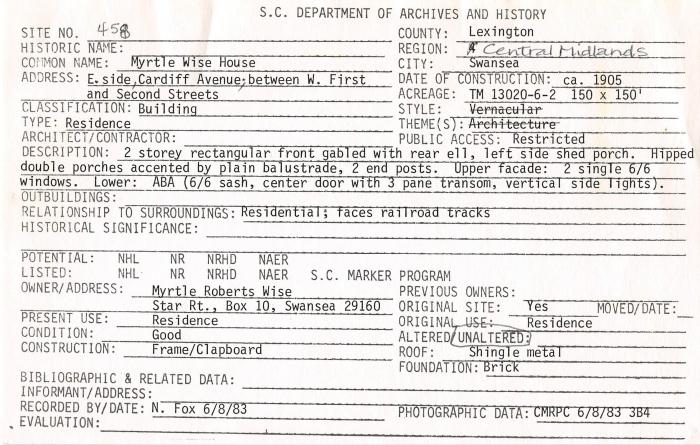 S.C. DEPARTMENT OF ARCHIVES AND HISTORY
SITE NO. 458 COUNTY: Lexington
HISTORIC NAME: REGION: Central Midlands
COMMON NAME: Myrtle Wise House CITY: Swansea
ADDRESS: E. side, Cardiff Avenue; between W. First DATE OF CONSTRUCTION: ca. 1905
and Second Streets ACREAGE: TM 13020-6-2 150 x 150'
CLASSIFICATION: Building STYLE: Vernacular
TYPE: Residence THEME(S): Architecture
ARCHITECT/CONTRACTOR: PUBLIC ACCESS: Restricted
DESCRIPTION: 2 storey rectangular front gabled with rear ell, left side shed porch. Hipped
double porches accented by plain balustrade, 2 end posts. Upper facade: 2 single 6/6
windows. Lower: ABA (6/6 sash, center door with 3 pane transom, vertical side lights).
OUTBUILDINGS:
RELATIONSHIP TO SURROUNDINGS: Residential; faces railroad tracks
HISTORICAL SIGNIFICANCE:
POTENTIAL: NHL NR NRHD NAER
LISTED: NHL NR NRHD NAER S.C. MARKER PROGRAM
OWNER/ADDRESS: Myrtle Roberts Wise PREVIOUS OWNERS:
Star Rt., Box 10, Swansea 29160 ORIGINAL SITE: Yes MOVED/DATE:
PRESENT USE: Residence ORIGINAL USE: Residence
CONDITION: Good ALTERED/UNALTERED:
CONSTRUCTION: Frame/Clapboard ROOF: Shingle metal
FOUNDATION: Brick
BIBLIOGRAPHIC & RELATED DATA:
INFORMANT/ADDRESS:
RECORDED BY/DATE: N. Fox 6/8/83 PHOTOGRAPHIC DATA: CMRPC 6/8/83 3B4
EVALUATION: